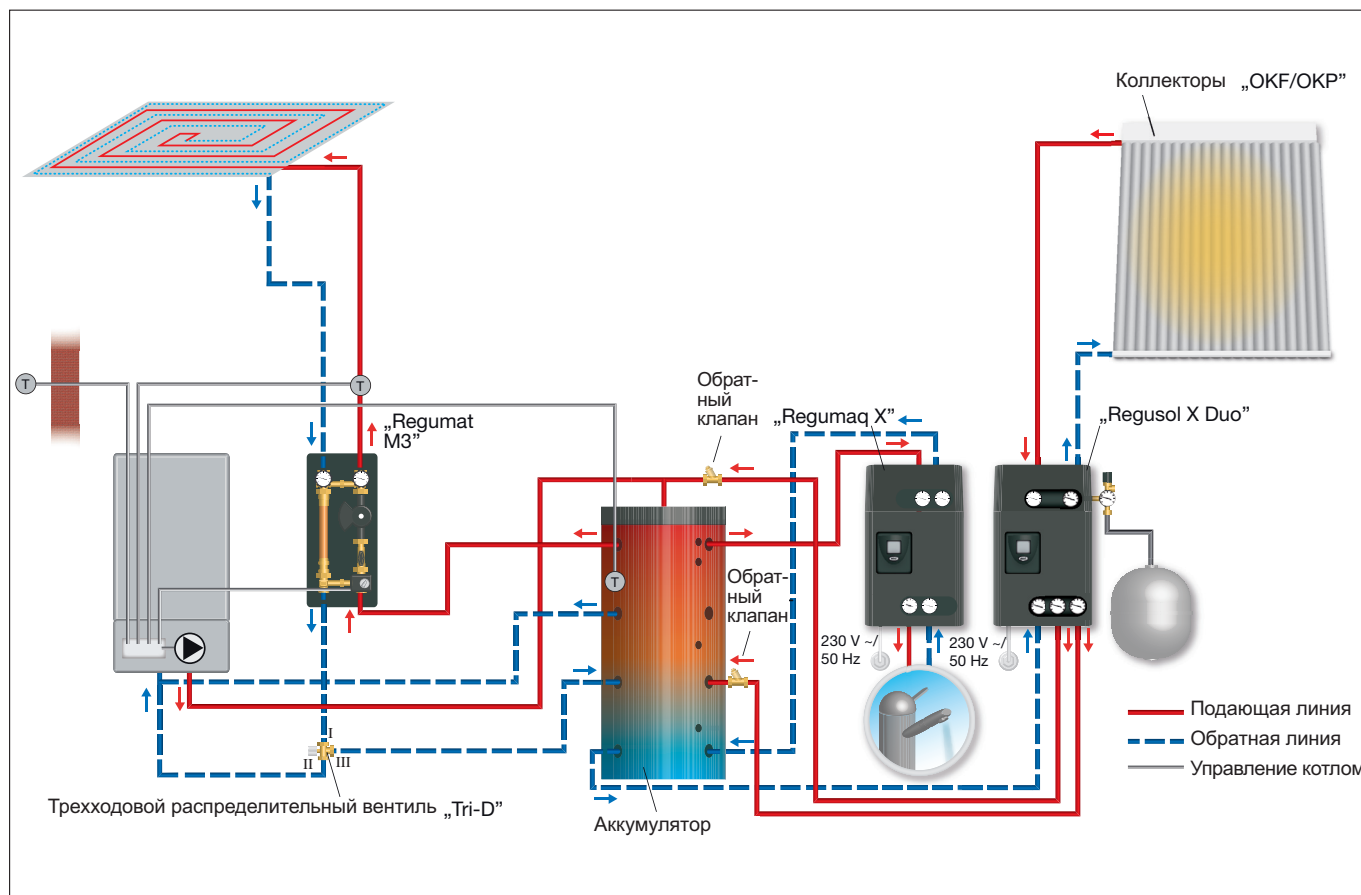 Коллекторы „OKF/OKP”
T
T
Обрат-
ный
клапан
„Regumat
M3”
„Regumaq X”
„Regusol X Duo”
T
Обрат-
ный
клапан
230 V ~/
50 Hz
230 V ~/
50 Hz
I
II
III
Трехходовой распределительный вентиль „Tri-D”
Аккумулятор
Подающая линия
Обратная линия
Управление котлом